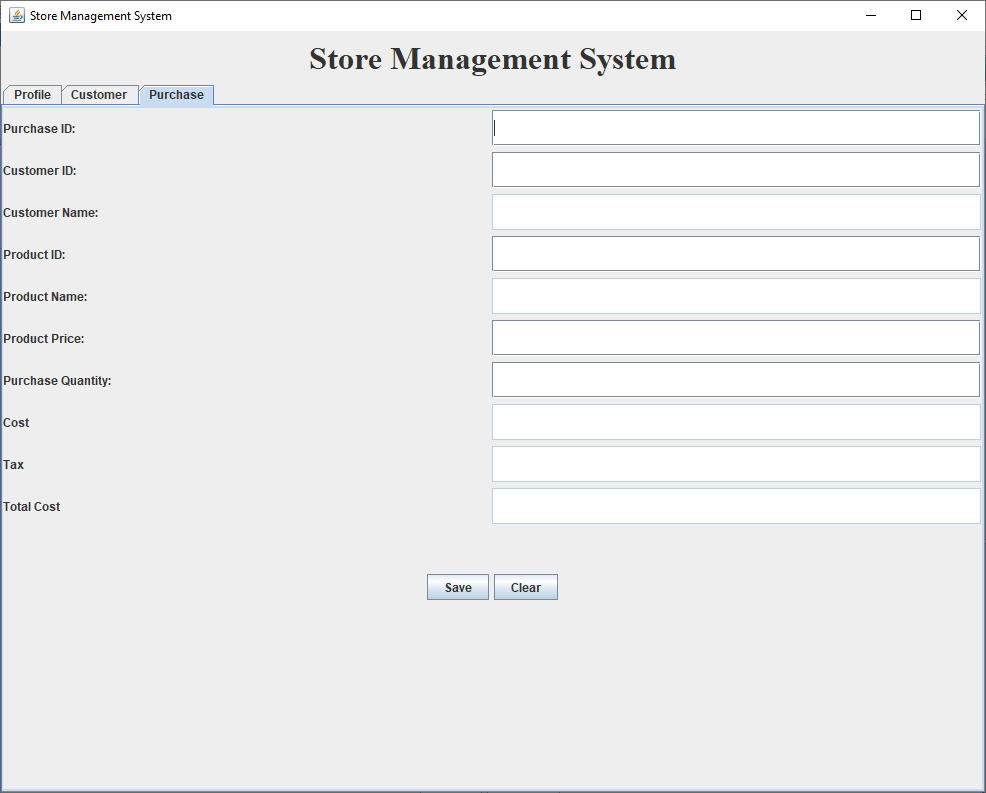 Store Management System
Store Management System
Profile Customer Purchase
Purchase ID:
Customer ID:
Customer Name:
Product ID:
Product Name:
Product Price:
Purchase Quantity:
Cost
Tax
Total Cost
Save Clear